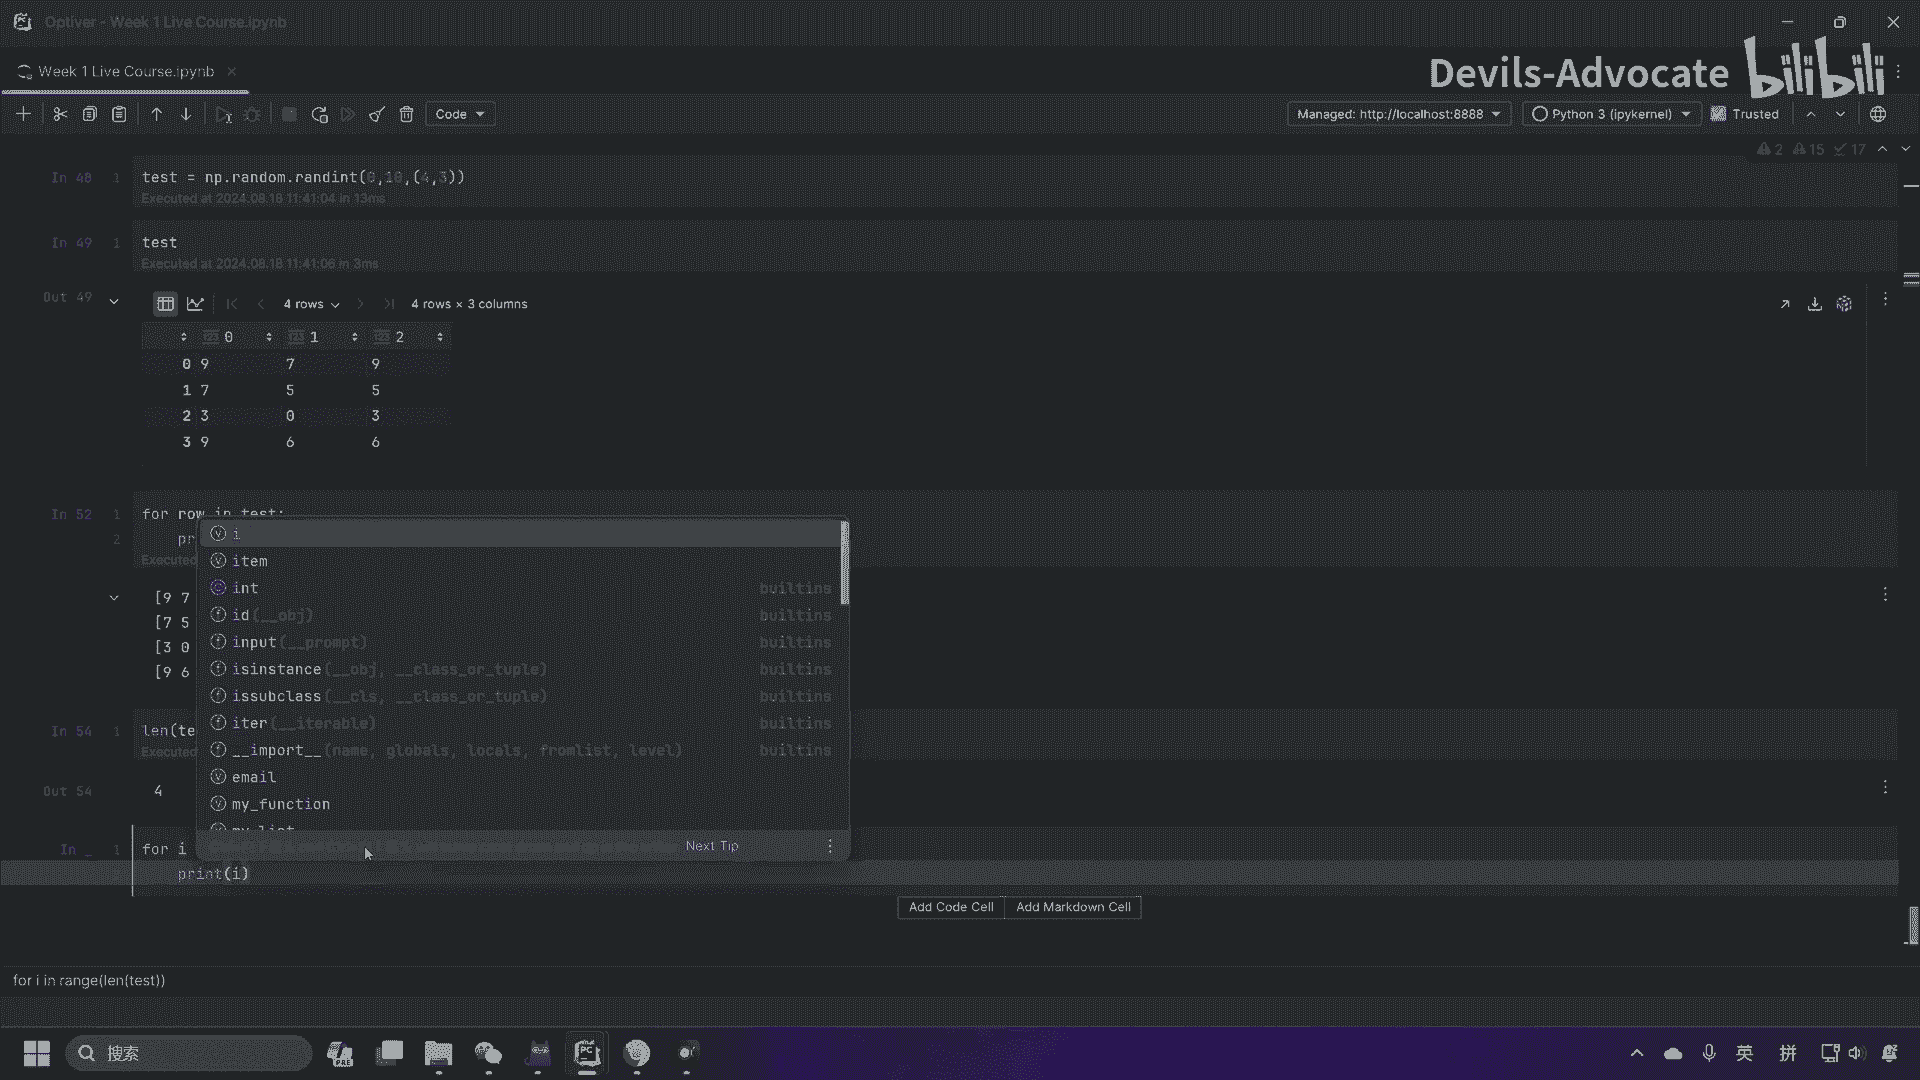 Optiver - Week 1 Live Course.ipynb
Week 1 Live Course.ipynb
Devils-Advocate bilibili
Code
Managed: http://localhost:8888
Python 3 (ipykernel)
Trusted
2 15 17
In 48 1 test = np.random.randint(0,10,(4,3))
Executed at 2024.08.18 11:41:04 in 13ms
In 49 1 test
Executed at 2024.08.18 11:41:06 in 3ms
Out 49 4 rows 4 rows × 3 columns
123 0 123 1 123 2
0 9 7 9
1 7 5 5
2 3 0 3
3 9 6 6
In 52 1 for row in test:
2 pr
Executed
[9 7
[7 5
[3 0
[9 6
i
item
int builtins
id(__obj) builtins
input(__prompt) builtins
isinstance(__obj, __class_or_tuple) builtins
issubclass(__cls, __class_or_tuple) builtins
iter(__iterable) builtins
__import__(name, globals, locals, fromlist, level) builtins
email
my_function
my_list
Next Tip
In 54 1 len(te
Executed
Out 54 4
In _ 1 for i
print(i)
Add Code Cell Add Markdown Cell
for i in range(len(test))
搜索
PRE
PC
英
拼